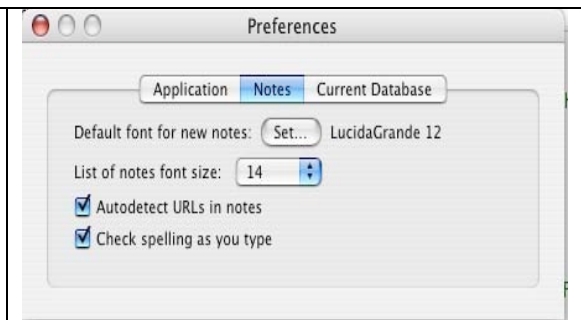 Preferences
Application Notes Current Database
Default font for new notes: Set... LucidaGrande 12
List of notes font size: 14
Autodetect URLs in notes
Check spelling as you type